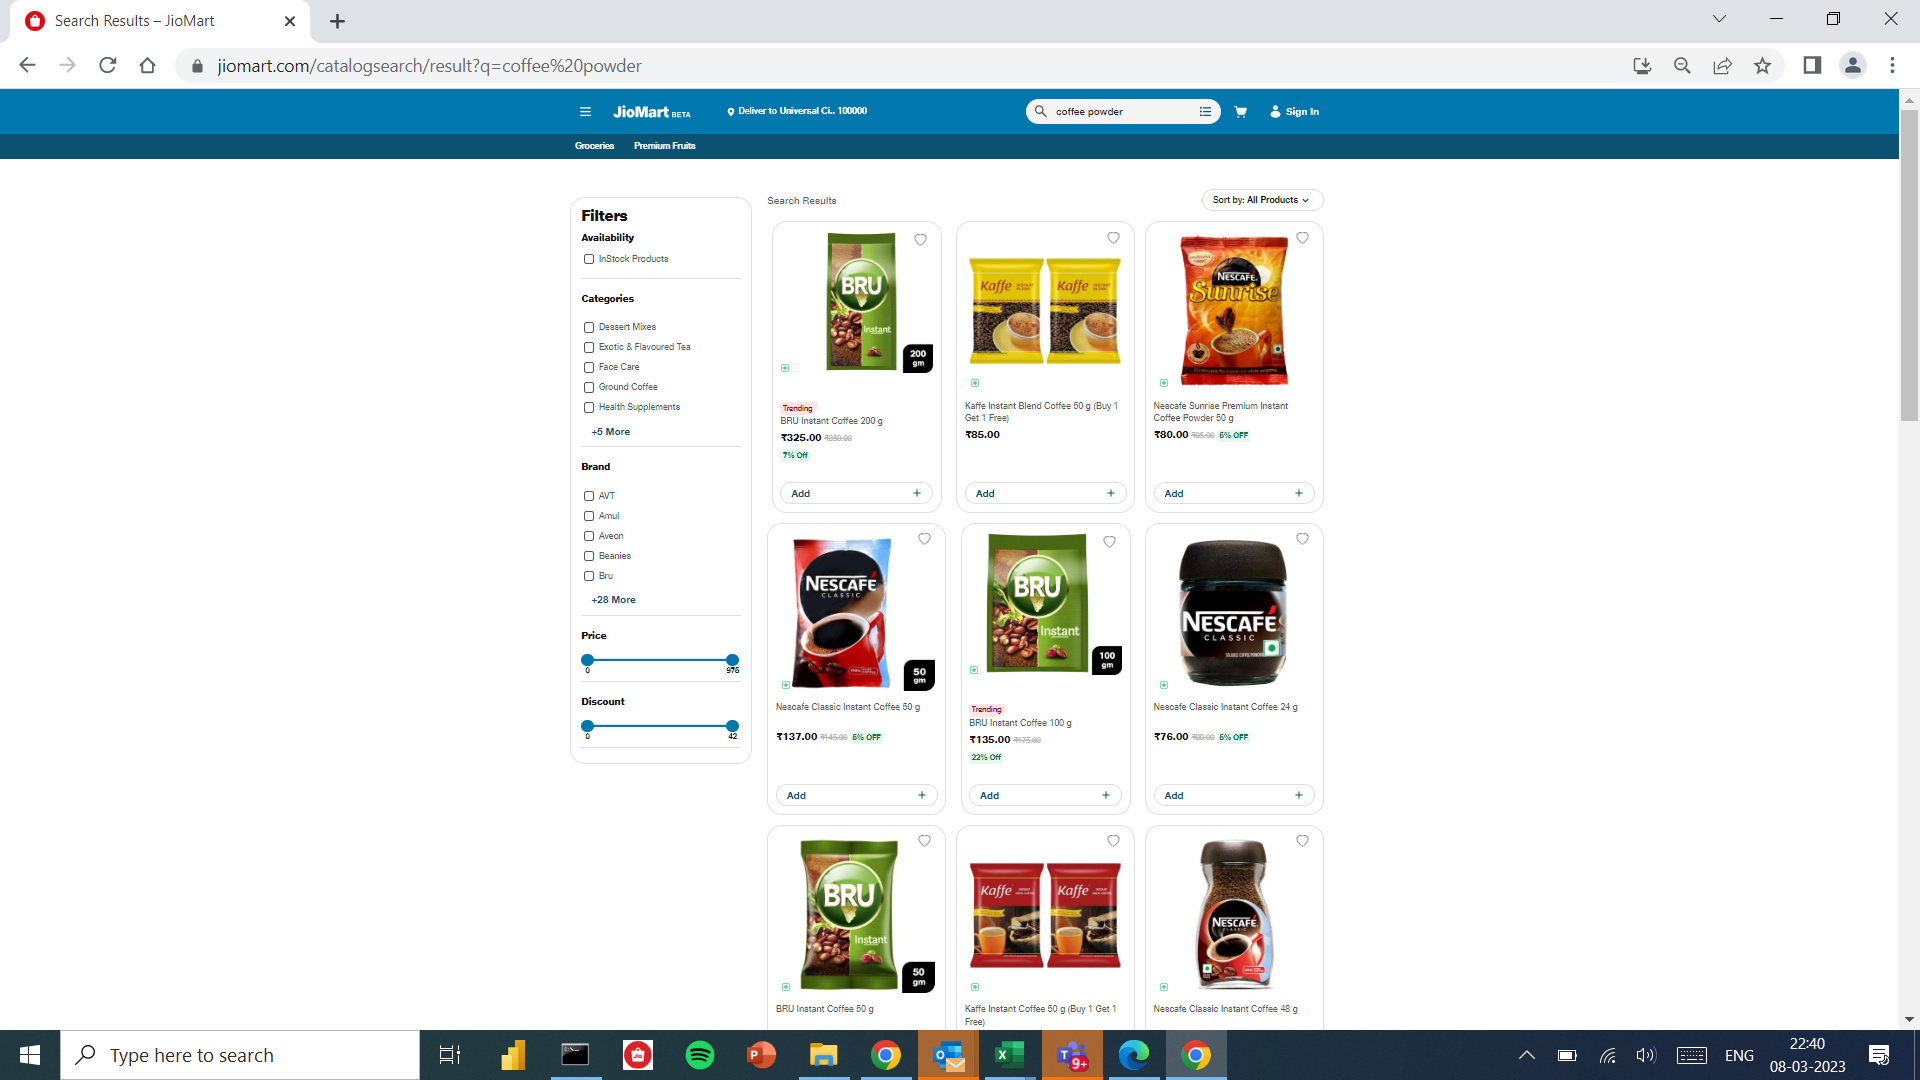 Search Results – JioMart
jiomart.com/catalogsearch/result?q=coffee%20powder
JioMart BETA
Deliver to Universal Ci.. 100000
coffee powder
Sign In
Groceries
Premium Fruits
Filters
Availability
InStock Products
Categories
Dessert Mixes
Exotic & Flavoured Tea
Face Care
Ground Coffee
Health Supplements
+5 More
Brand
AVT
Amul
Aveon
Beanies
Bru
+28 More
Price
0
975
Discount
0
42
Search Results
Sort by: All Products
BRU
Instant
200
gm
Trending
BRU Instant Coffee 200 g
₹325.00 ₹350.00
7% Off
Add
Kaffe
Kaffe
Kaffe Instant Blend Coffee 50 g (Buy 1
Get 1 Free)
₹85.00
Add
NESCAFE
Sunrise
Nescafe Sunrise Premium Instant
Coffee Powder 50 g
₹80.00 ₹85.00 5% OFF
Add
NESCAFÉ
CLASSIC
50
gm
Nescafe Classic Instant Coffee 50 g
₹137.00 ₹145.00 5% OFF
Add
BRU
Instant
100
gm
Trending
BRU Instant Coffee 100 g
₹135.00 ₹175.00
22% Off
Add
NESCAFÉ
CLASSIC
Nescafe Classic Instant Coffee 24 g
₹76.00 ₹80.00 5% OFF
Add
BRU
Instant
50
gm
BRU Instant Coffee 50 g
Kaffe
Kaffe
Kaffe Instant Coffee 50 g (Buy 1 Get 1
Free)
NESCAFÉ
Nescafe Classic Instant Coffee 48 g
Type here to search
9+
ENG
22:40
08-03-2023